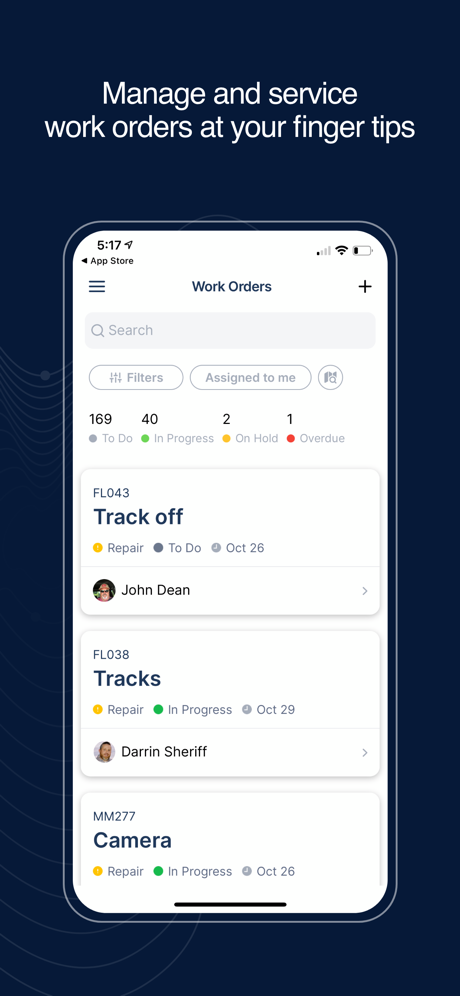 Manage and service
work orders at your finger tips
5:17
◀ App Store
Work Orders
Search
Filters
Assigned to me
169 40 2 1
To Do In Progress On Hold Overdue
FL043
Track off
Repair To Do Oct 26
John Dean
FL038
Tracks
Repair In Progress Oct 29
Darrin Sheriff
MM277
Camera
Repair In Progress Oct 26